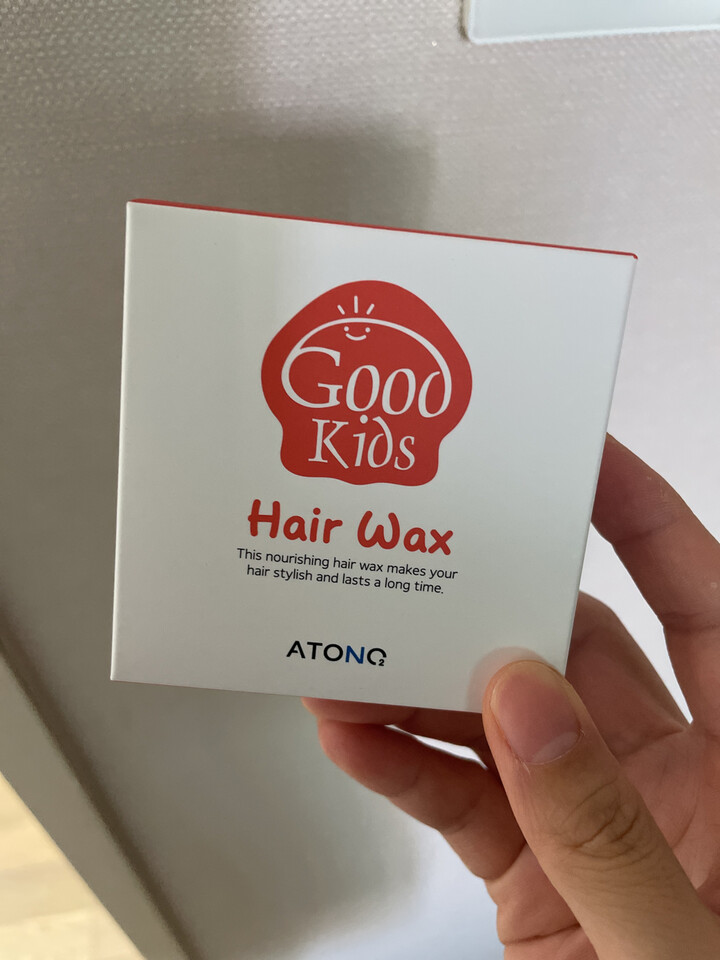 Good
Kids
Hair Wax
This nourishing hair wax makes your
hair stylish and lasts a long time.
ATONO2